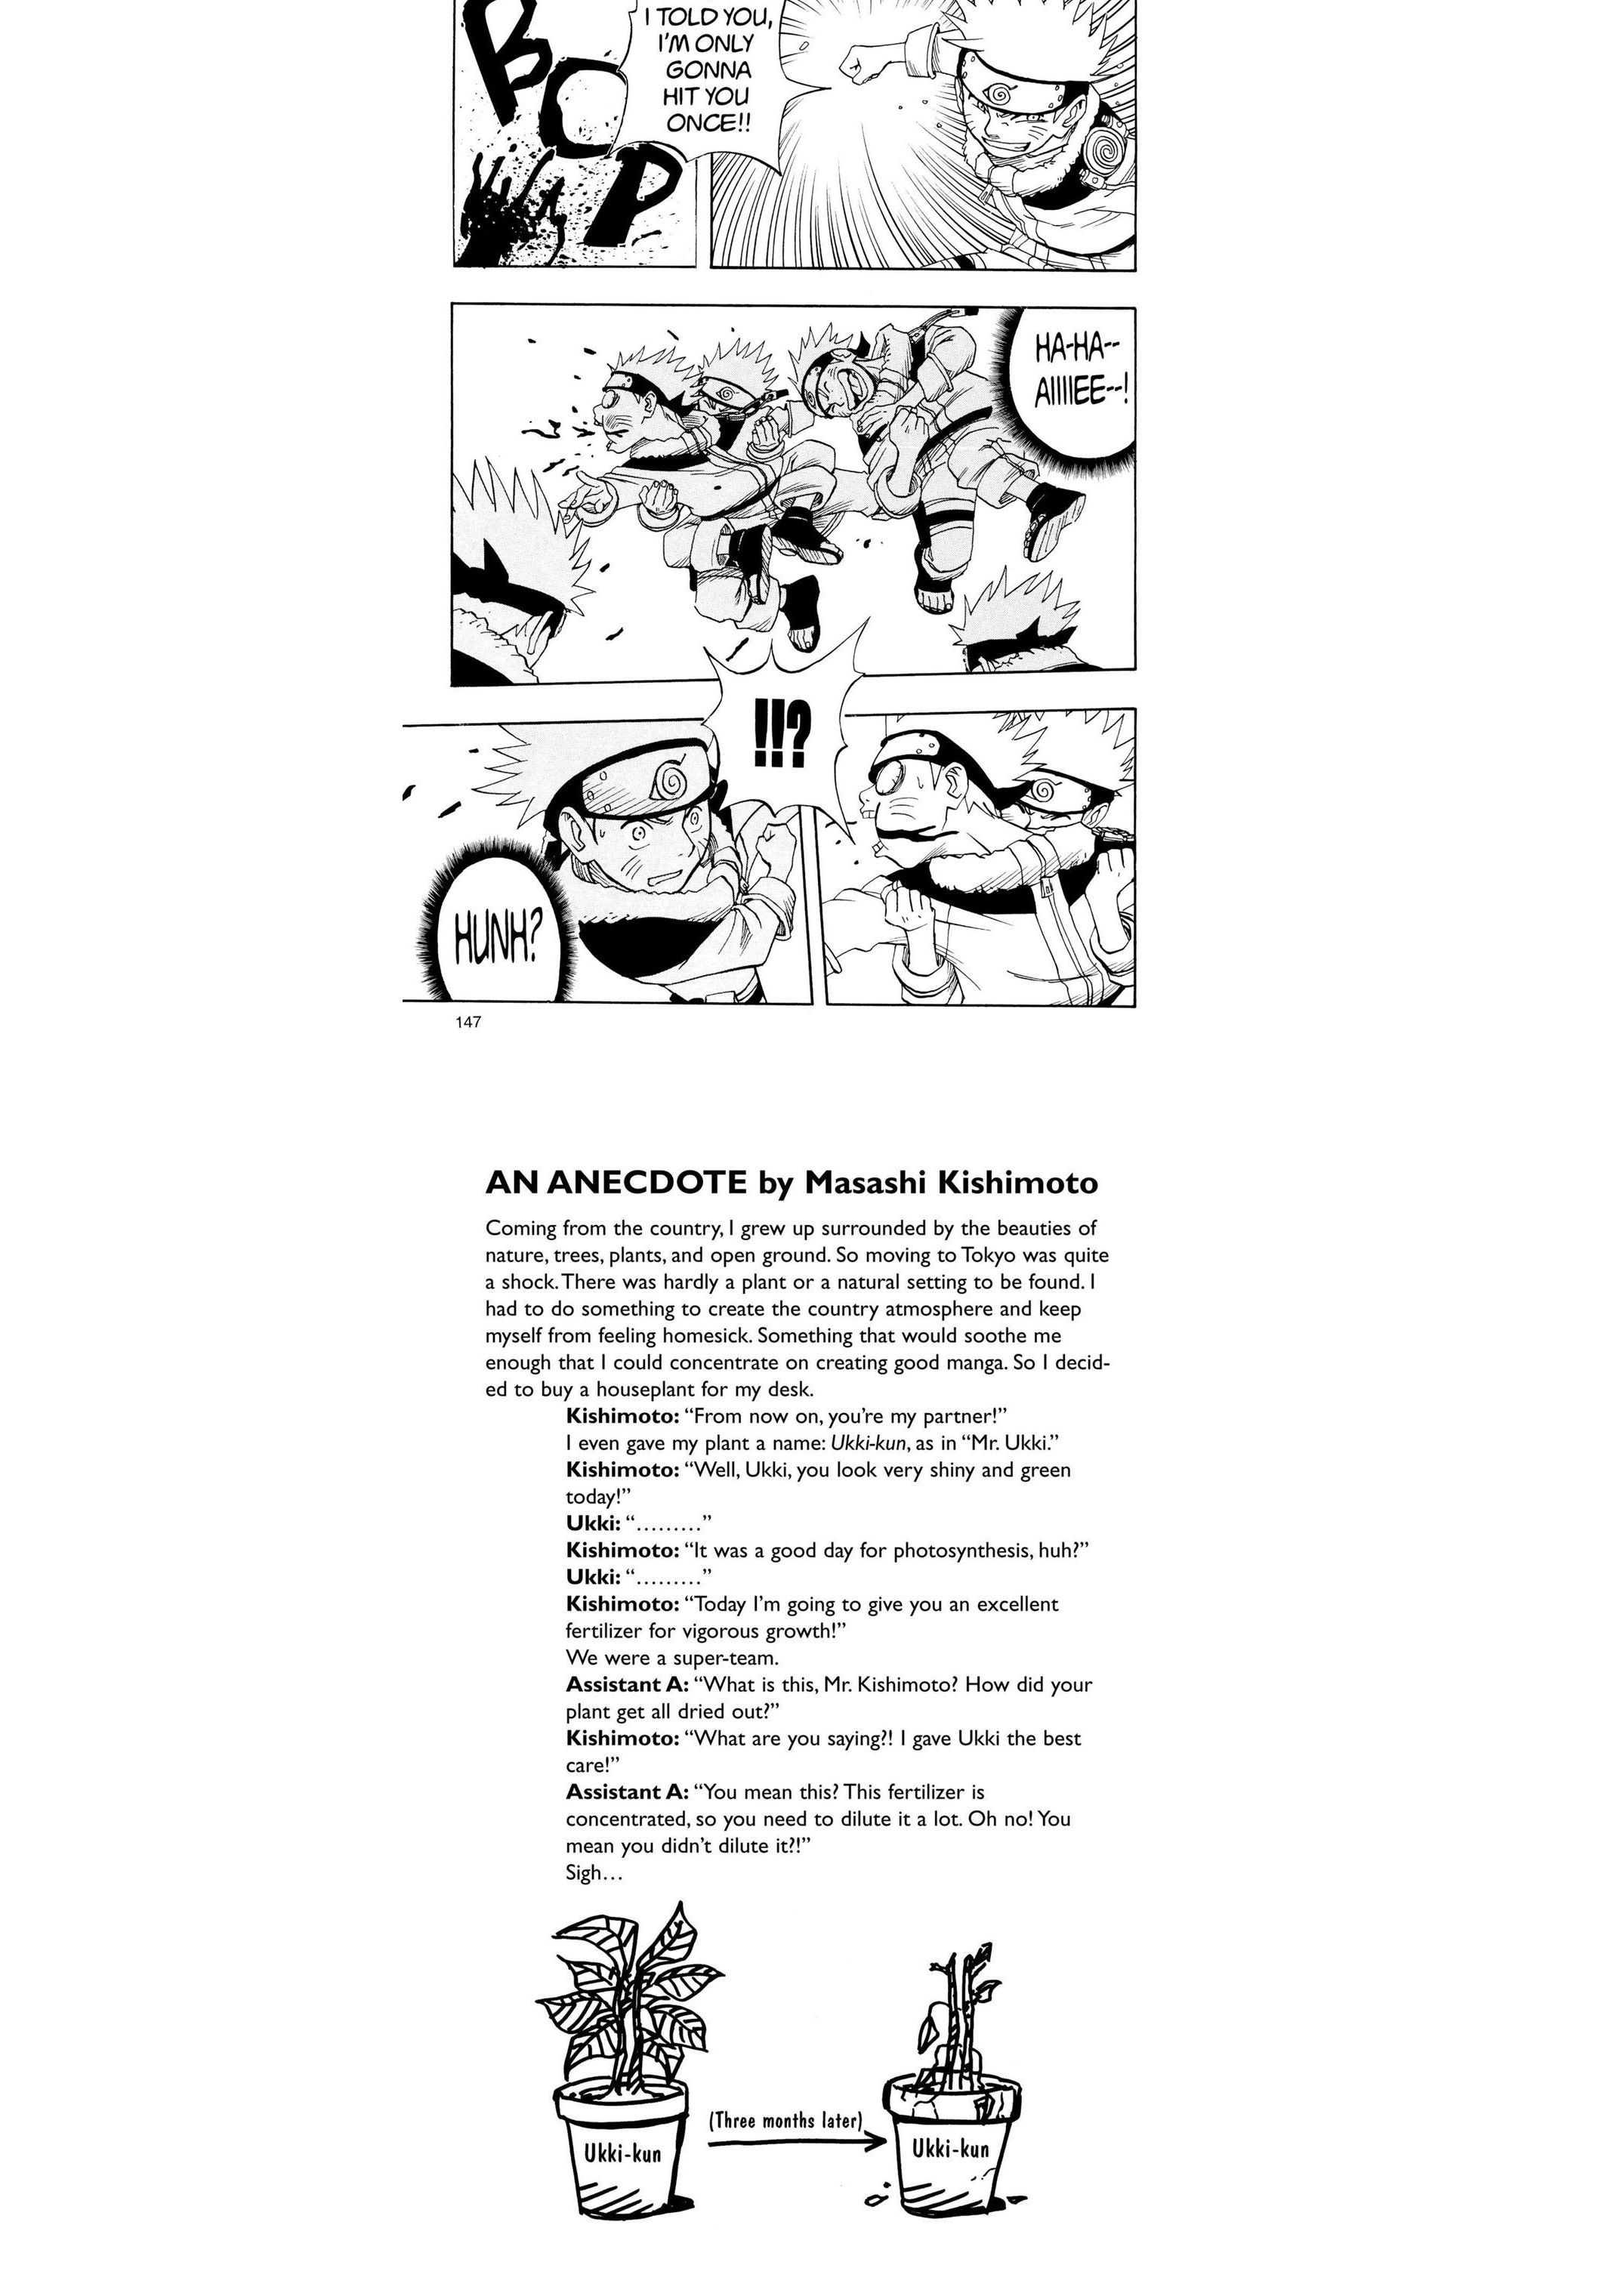 I TOLD YOU,
I'M ONLY
GONNA
HIT YOU
ONCE!!
BOP
HA-HA--
AIIIIEE--!
!!?
HUNH?
147
AN ANECDOTE by Masashi Kishimoto
Coming from the country, I grew up surrounded by the beauties of
nature, trees, plants, and open ground. So moving to Tokyo was quite
a shock. There was hardly a plant or a natural setting to be found. I
had to do something to create the country atmosphere and keep
myself from feeling homesick. Something that would soothe me
enough that I could concentrate on creating good manga. So I decid-
ed to buy a houseplant for my desk.
Kishimoto: “From now on, you’re my partner!”
I even gave my plant a name: Ukki-kun, as in “Mr. Ukki.”
Kishimoto: “Well, Ukki, you look very shiny and green
today!”
Ukki: “.........”
Kishimoto: “It was a good day for photosynthesis, huh?”
Ukki: “.........”
Kishimoto: “Today I’m going to give you an excellent
fertilizer for vigorous growth!”
We were a super-team.
Assistant A: “What is this, Mr. Kishimoto? How did your
plant get all dried out?”
Kishimoto: “What are you saying?! I gave Ukki the best
care!”
Assistant A: “You mean this? This fertilizer is
concentrated, so you need to dilute it a lot. Oh no! You
mean you didn’t dilute it?!”
Sigh...
(Three months later)
Ukki-kun
Ukki-kun